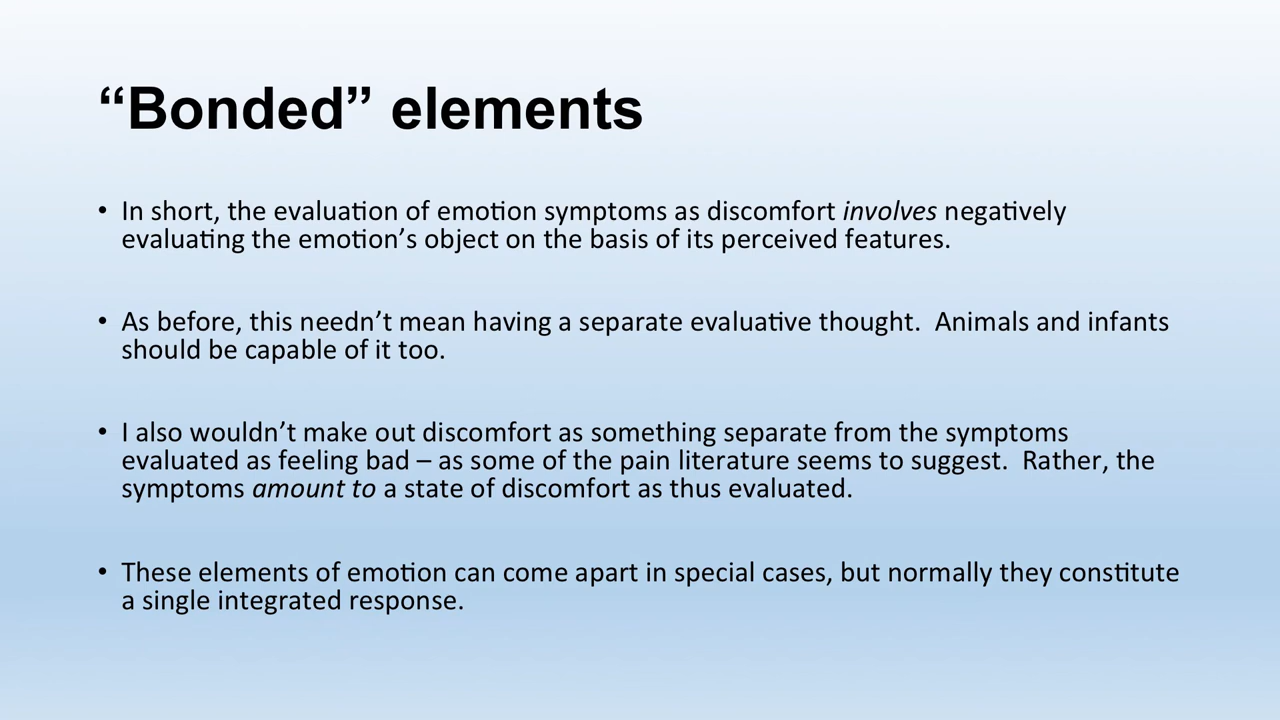 “Bonded” elements
• In short, the evaluation of emotion symptoms as discomfort involves negatively
evaluating the emotion’s object on the basis of its perceived features.
• As before, this needn’t mean having a separate evaluative thought.  Animals and infants
should be capable of it too.
• I also wouldn’t make out discomfort as something separate from the symptoms
evaluated as feeling bad – as some of the pain literature seems to suggest.  Rather, the
symptoms amount to a state of discomfort as thus evaluated.
• These elements of emotion can come apart in special cases, but normally they constitute
a single integrated response.